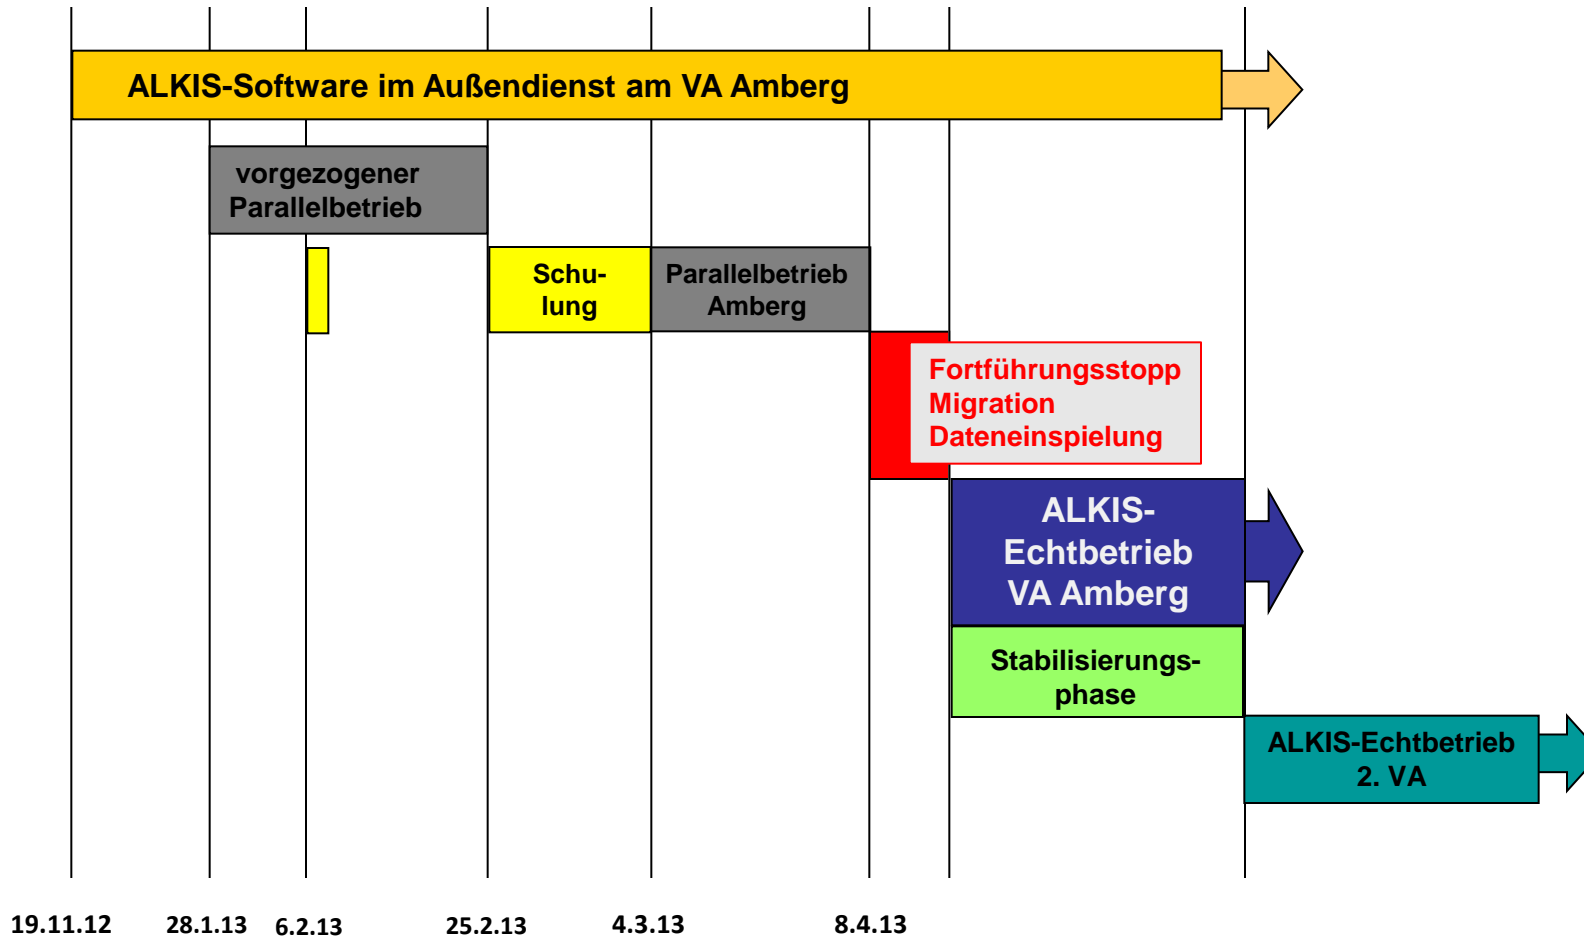 ALKIS-Software im Außendienst am VA Amberg
vorgezogener
Parallelbetrieb
Schu-
lung
Parallelbetrieb
Amberg
Fortführungsstopp
Migration
Dateneinspielung
ALKIS-
Echtbetrieb
VA Amberg
Stabilisierungs-
phase
ALKIS-Echtbetrieb
2. VA
19.11.12
28.1.13
6.2.13
25.2.13
4.3.13
8.4.13